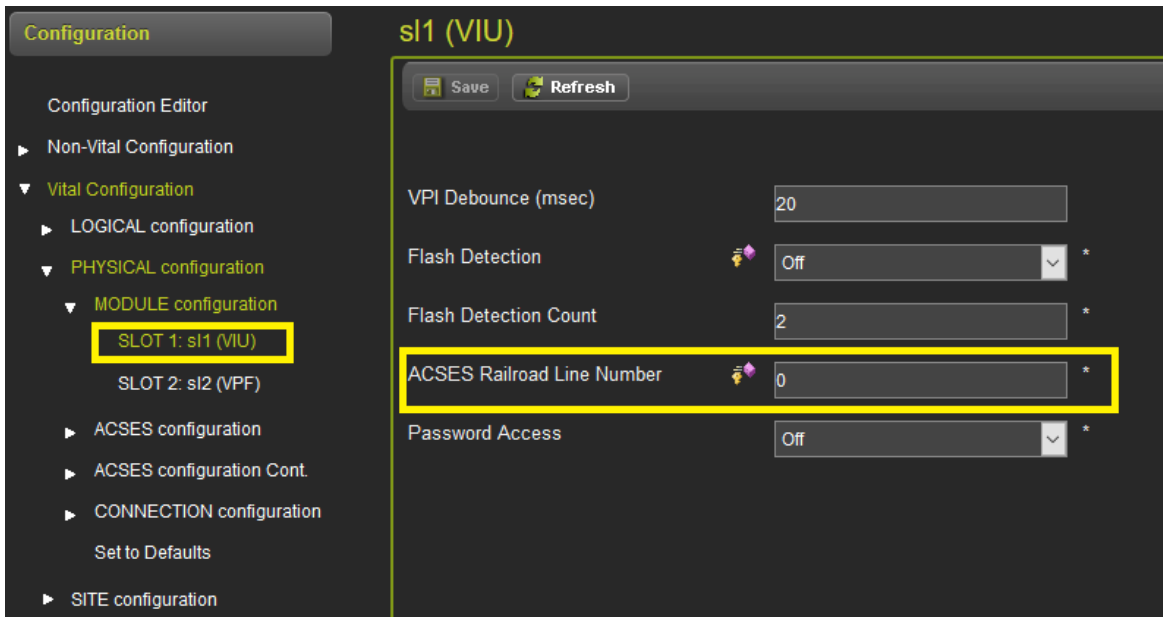 Configuration
Configuration Editor
Non-Vital Configuration
Vital Configuration
LOGICAL configuration
PHYSICAL configuration
MODULE configuration
SLOT 1: sl1 (VIU)
SLOT 2: sl2 (VPF)
ACSES configuration
ACSES configuration Cont.
CONNECTION configuration
Set to Defaults
SITE configuration
sl1 (VIU)
Save Refresh
VPI Debounce (msec) 20
Flash Detection Off *
Flash Detection Count 2 *
ACSES Railroad Line Number 0 *
Password Access Off *